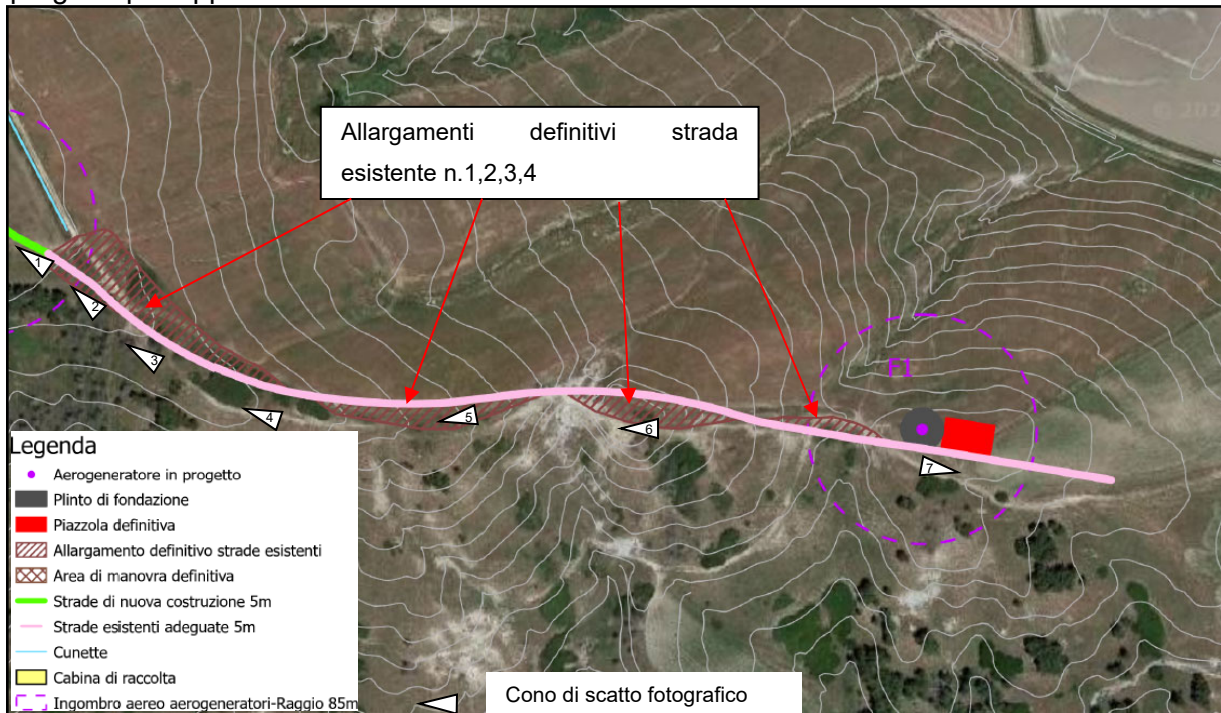 Allargamenti definitivi strada
esistente n.1,2,3,4
© 202
F1
1
2
3
4
5
6
7
Legenda
Aerogeneratore in progetto
Plinto di fondazione
Piazzola definitiva
Allargamento definitivo strade esistenti
Area di manovra definitiva
Strade di nuova costruzione 5m
Strade esistenti adeguate 5m
Cunette
Cabina di raccolta
Ingombro aereo aerogeneratori-Raggio 85m
Cono di scatto fotografico